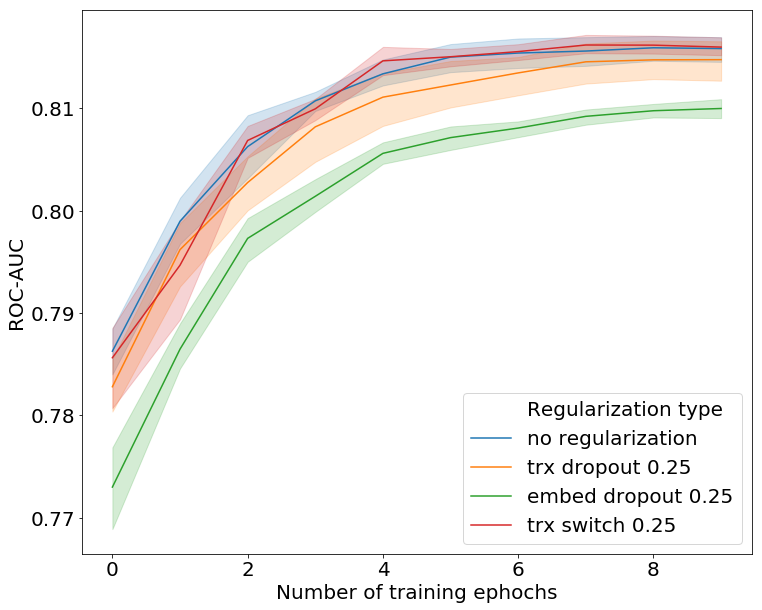 ROC-AUC
0.81
0.80
0.79
0.78
0.77
0 2 4 6 8
Number of training ephochs
Regularization type
no regularization
trx dropout 0.25
embed dropout 0.25
trx switch 0.25